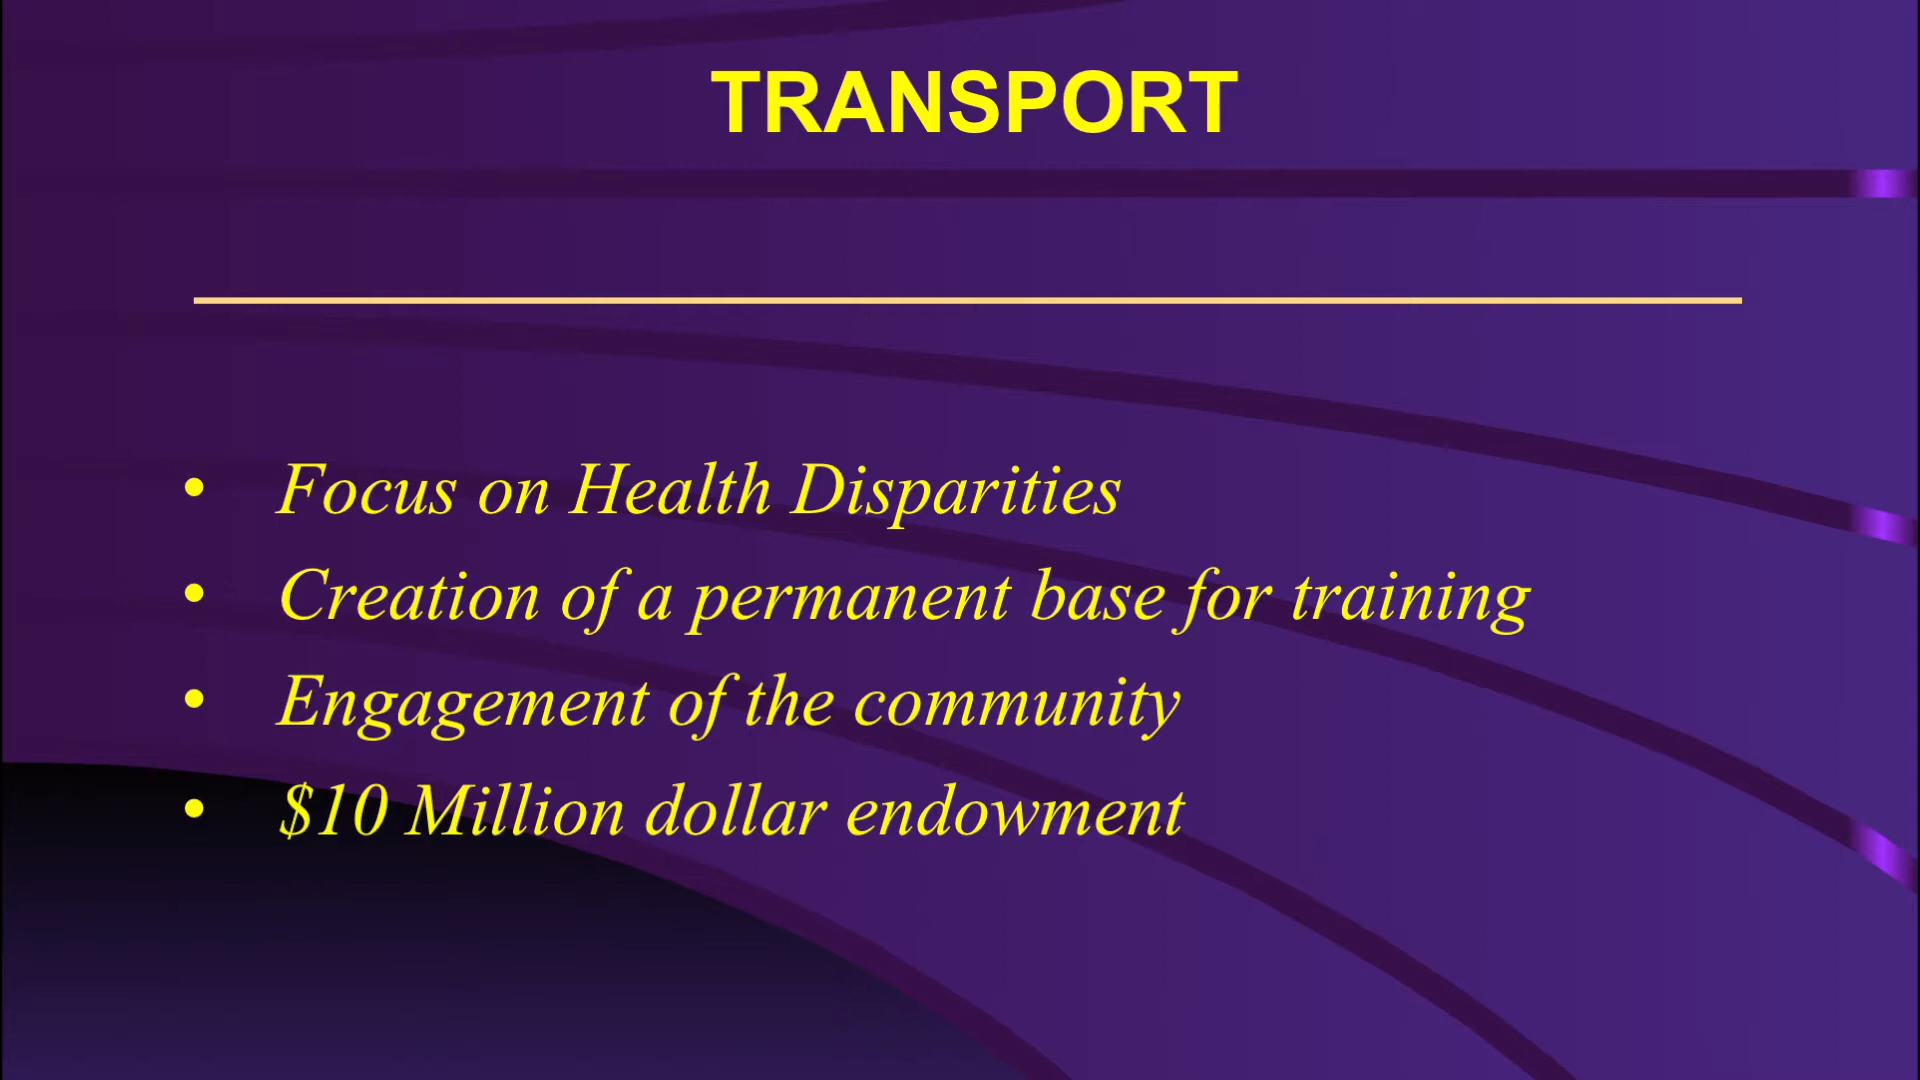 TRANSPORT
• Focus on Health Disparities
• Creation of a permanent base for training
• Engagement of the community
• $10 Million dollar endowment